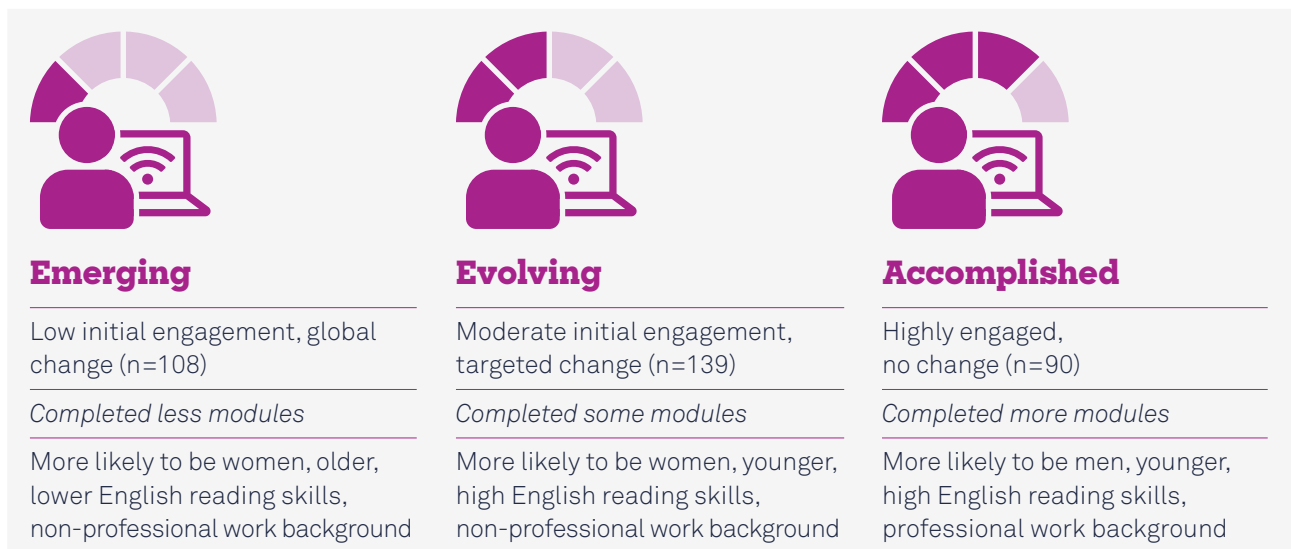 Emerging
Low initial engagement, global
change (n=108)
Completed less modules
More likely to be women, older,
lower English reading skills,
non-professional work background
Evolving
Moderate initial engagement,
targeted change (n=139)
Completed some modules
More likely to be women, younger,
high English reading skills,
non-professional work background
Accomplished
Highly engaged,
no change (n=90)
Completed more modules
More likely to be men, younger,
high English reading skills,
professional work background